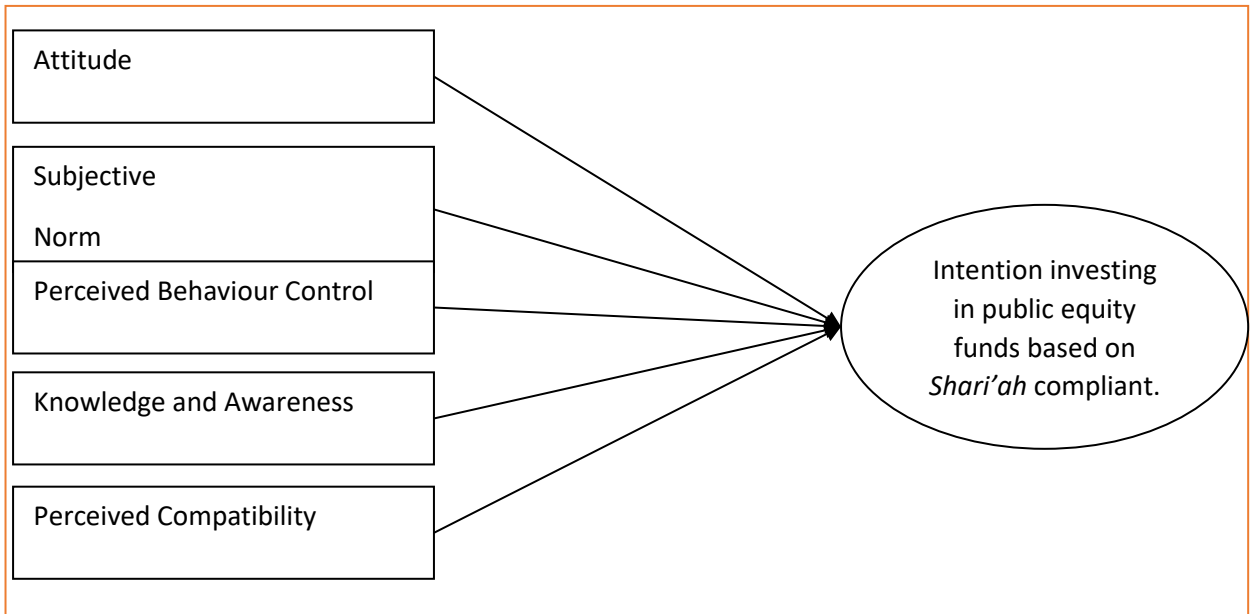 Attitude
Subjective
Norm
Perceived Behaviour Control
Knowledge and Awareness
Perceived Compatibility
Intention investing
in public equity
funds based on
Shari’ah compliant.